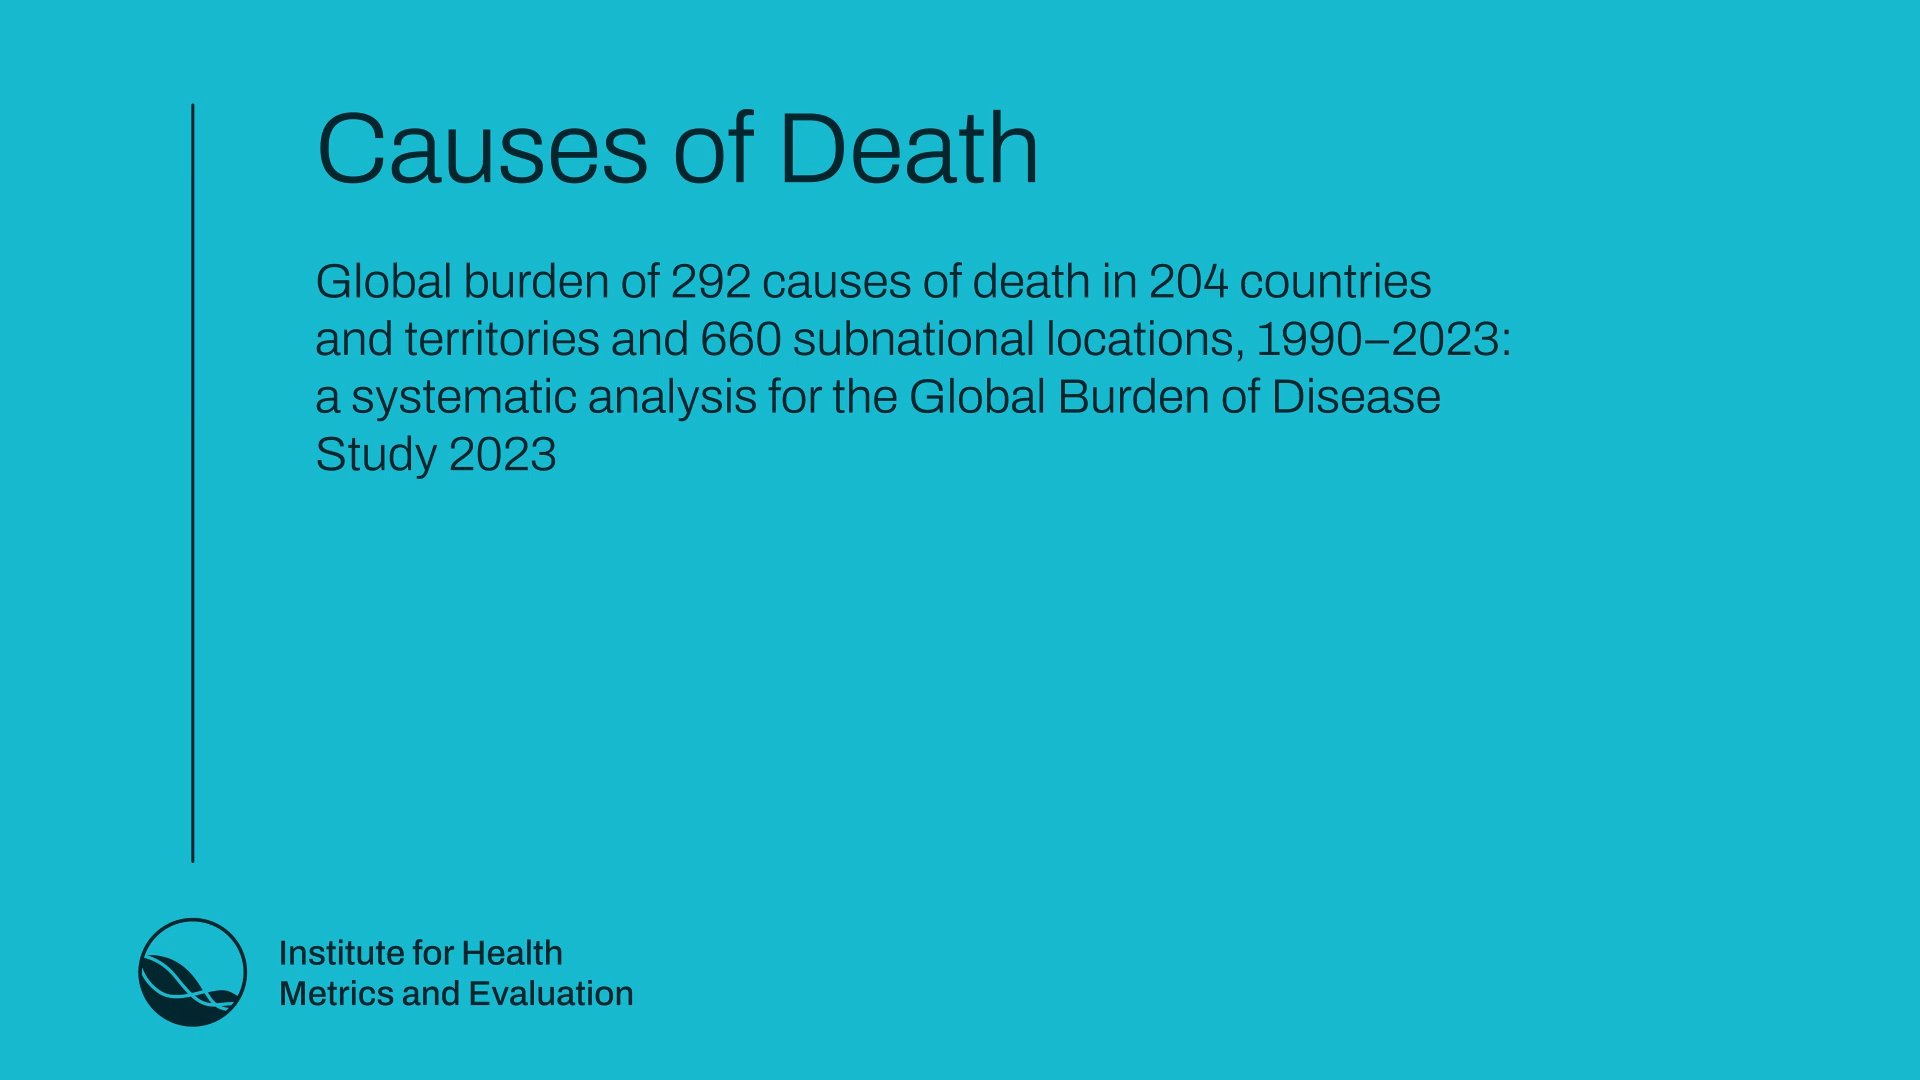 Causes of Death
Global burden of 292 causes of death in 204 countries
and territories and 660 subnational locations, 1990–2023:
a systematic analysis for the Global Burden of Disease
Study 2023
Institute for Health
Metrics and Evaluation